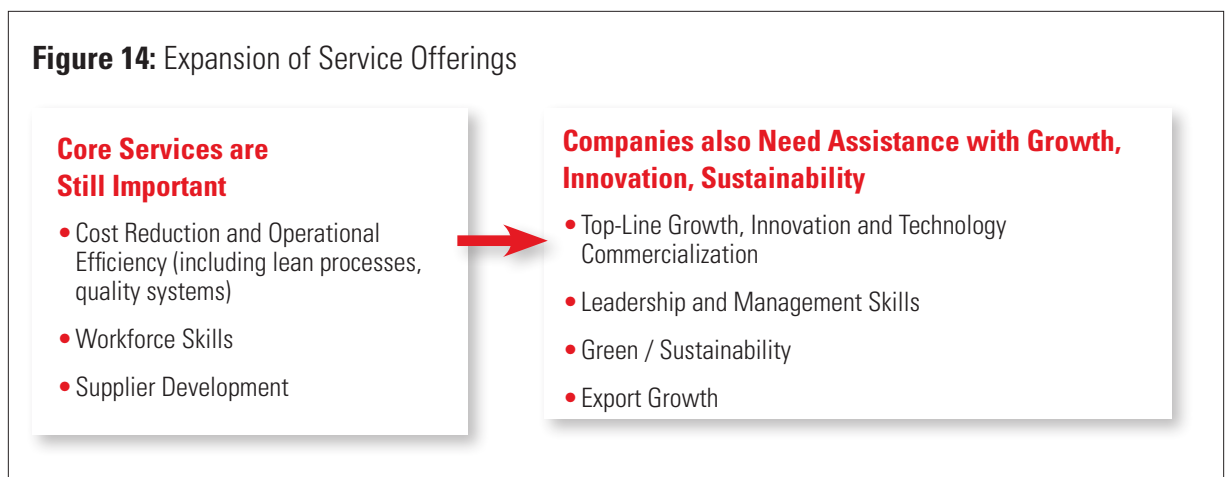 Figure 14: Expansion of Service Offerings
Core Services are
Still Important
• Cost Reduction and Operational
Efficiency (including lean processes,
quality systems)
• Workforce Skills
• Supplier Development
Companies also Need Assistance with Growth,
Innovation, Sustainability
• Top-Line Growth, Innovation and Technology
Commercialization
• Leadership and Management Skills
• Green / Sustainability
• Export Growth